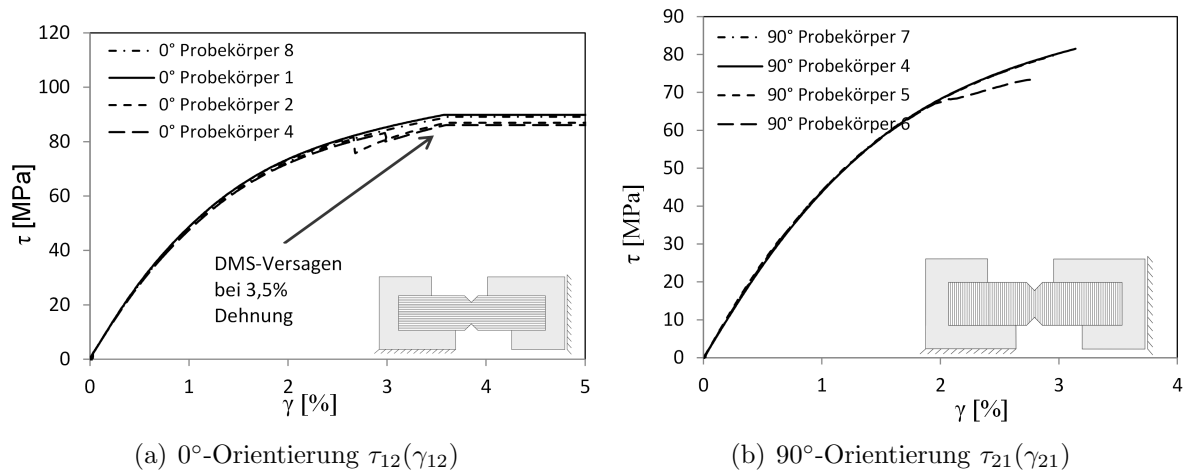 120
100
80
60
40
20
0
τ [MPa]
0° Probekörper 8
0° Probekörper 1
0° Probekörper 2
0° Probekörper 4
DMS-Versagen
bei 3,5%
Dehnung
0 1 2 3 4 5
γ [%]
(a) 0°-Orientierung τ₁₂(γ₁₂)
90
80
70
60
50
40
30
20
10
0
τ [MPa]
90° Probekörper 7
90° Probekörper 4
90° Probekörper 5
90° Probekörper 6
0 1 2 3 4
γ [%]
(b) 90°-Orientierung τ₂₁(γ₂₁)